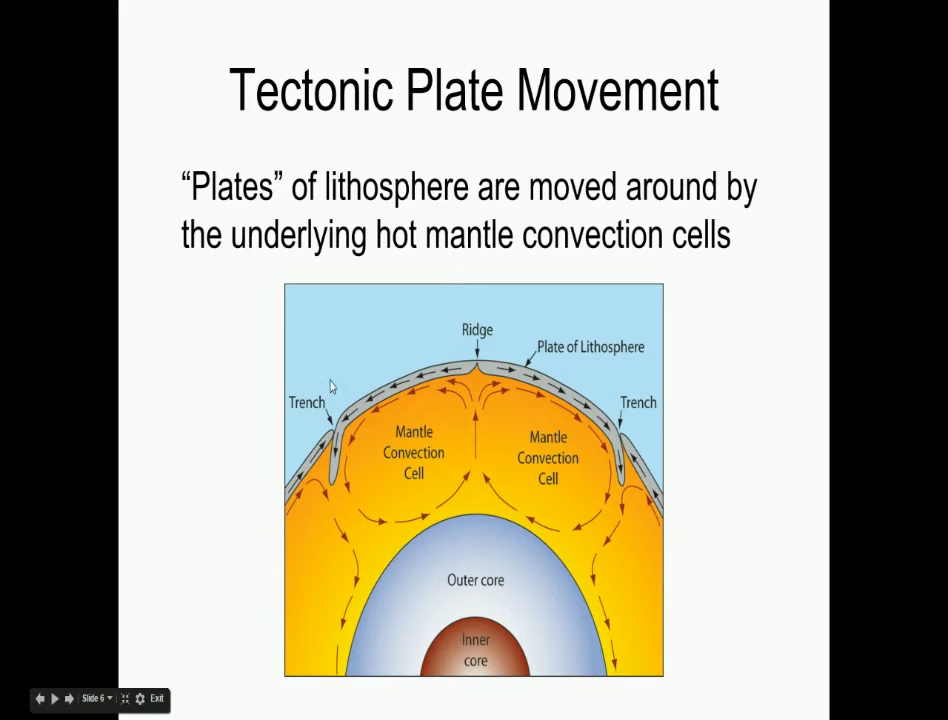 Tectonic Plate Movement
“Plates” of lithosphere are moved around by
the underlying hot mantle convection cells
Ridge
Plate of Lithosphere
Trench
Trench
Mantle
Convection
Cell
Mantle
Convection
Cell
Outer core
Inner
core
Slide 6
Exit